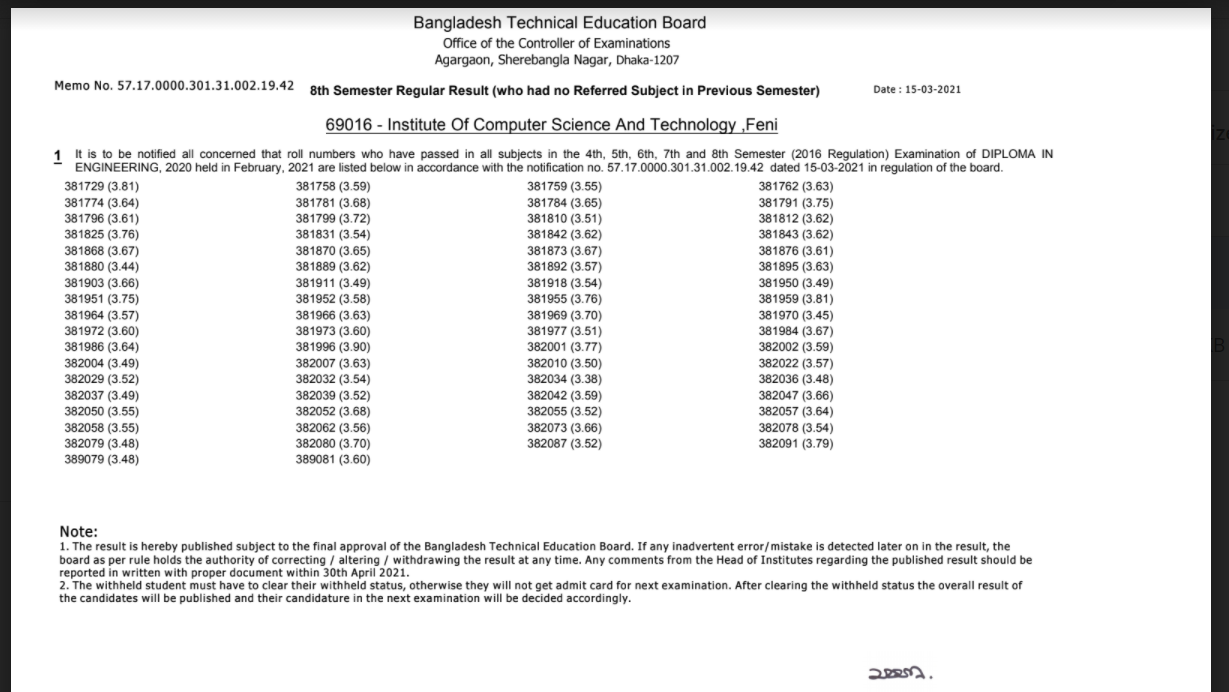 Bangladesh Technical Education Board
Office of the Controller of Examinations
Agargaon, Sherebangla Nagar, Dhaka-1207
Memo No. 57.17.0000.301.31.002.19.42 8th Semester Regular Result (who had no Referred Subject in Previous Semester) Date : 15-03-2021
69016 - Institute Of Computer Science And Technology ,Feni
1 It is to be notified all concerned that roll numbers who have passed in all subjects in the 4th, 5th, 6th, 7th and 8th Semester (2016 Regulation) Examination of DIPLOMA IN
ENGINEERING, 2020 held in February, 2021 are listed below in accordance with the notification no. 57.17.0000.301.31.002.19.42 dated 15-03-2021 in regulation of the board.
381729 (3.81) 381758 (3.59) 381759 (3.55) 381762 (3.63)
381774 (3.64) 381781 (3.68) 381784 (3.65) 381791 (3.75)
381796 (3.61) 381799 (3.72) 381810 (3.51) 381812 (3.62)
381825 (3.76) 381831 (3.54) 381842 (3.62) 381843 (3.62)
381868 (3.67) 381870 (3.65) 381873 (3.67) 381876 (3.61)
381880 (3.44) 381889 (3.62) 381892 (3.57) 381895 (3.63)
381903 (3.66) 381911 (3.49) 381918 (3.54) 381950 (3.49)
381951 (3.75) 381952 (3.58) 381955 (3.76) 381959 (3.81)
381964 (3.57) 381966 (3.63) 381969 (3.70) 381970 (3.45)
381972 (3.60) 381973 (3.60) 381977 (3.51) 381984 (3.67)
381986 (3.64) 381996 (3.90) 382001 (3.77) 382002 (3.59)
382004 (3.49) 382007 (3.63) 382010 (3.50) 382022 (3.57)
382029 (3.52) 382032 (3.54) 382034 (3.38) 382036 (3.48)
382037 (3.49) 382039 (3.52) 382042 (3.59) 382047 (3.66)
382050 (3.55) 382052 (3.68) 382055 (3.52) 382057 (3.64)
382058 (3.55) 382062 (3.56) 382073 (3.66) 382078 (3.54)
382079 (3.48) 382080 (3.70) 382087 (3.52) 382091 (3.79)
389079 (3.48) 389081 (3.60)
Note:
1. The result is hereby published subject to the final approval of the Bangladesh Technical Education Board. If any inadvertent error/mistake is detected later on in the result, the
board as per rule holds the authority of correcting / altering / withdrawing the result at any time. Any comments from the Head of Institutes regarding the published result should be
reported in written with proper document within 30th April 2021.
2. The withheld student must have to clear their withheld status, otherwise they will not get admit card for next examination. After clearing the withheld status the overall result of
the candidates will be published and their candidature in the next examination will be decided accordingly.